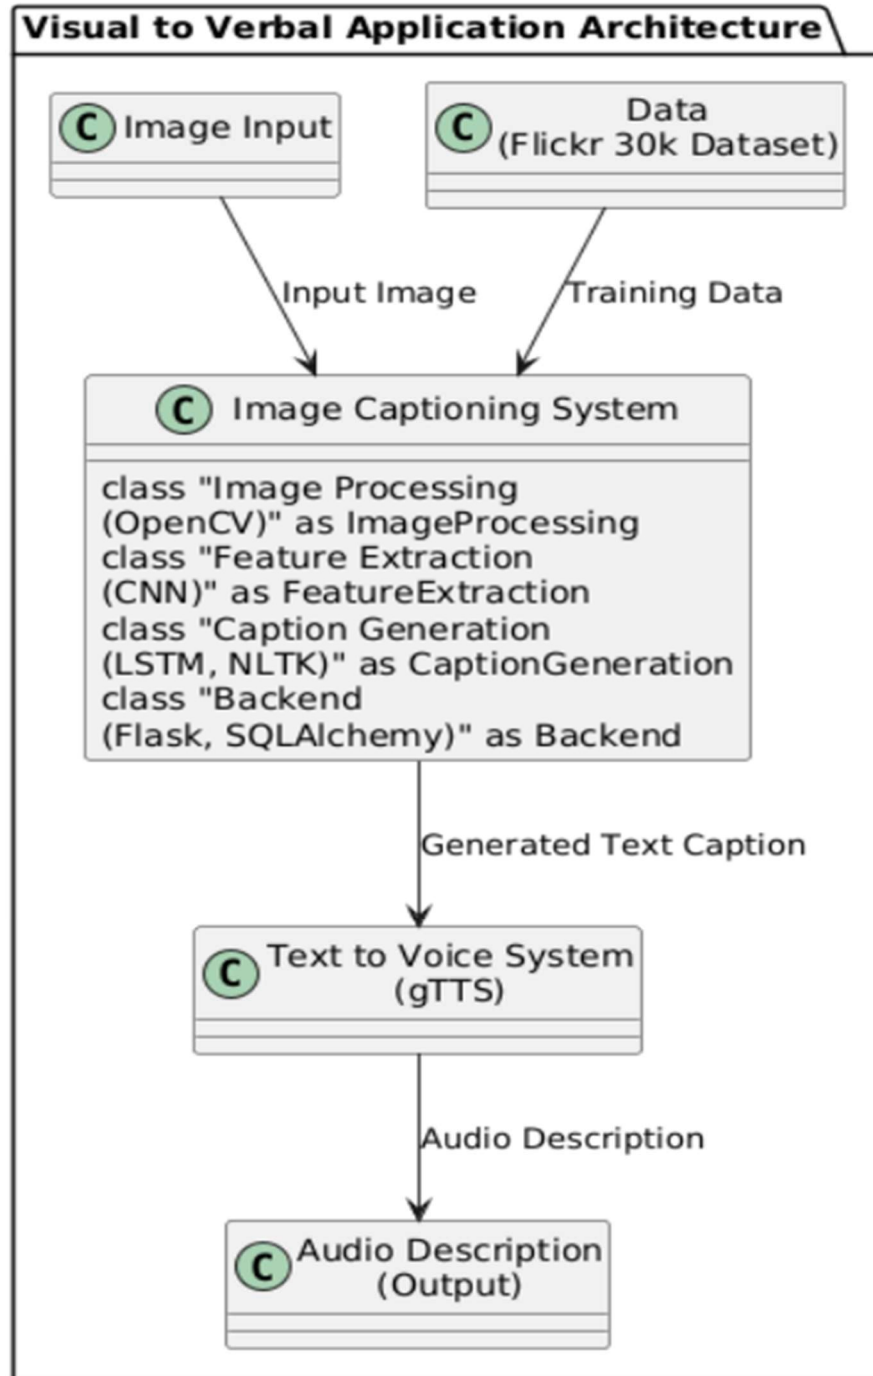 Visual to Verbal Application Architecture
C Image Input
C Data
(Flickr 30k Dataset)
Input Image
Training Data
C Image Captioning System
class "Image Processing
(OpenCV)" as ImageProcessing
class "Feature Extraction
(CNN)" as FeatureExtraction
class "Caption Generation
(LSTM, NLTK)" as CaptionGeneration
class "Backend
(Flask, SQLAlchemy)" as Backend
Generated Text Caption
C Text to Voice System
(gTTS)
Audio Description
C Audio Description
(Output)